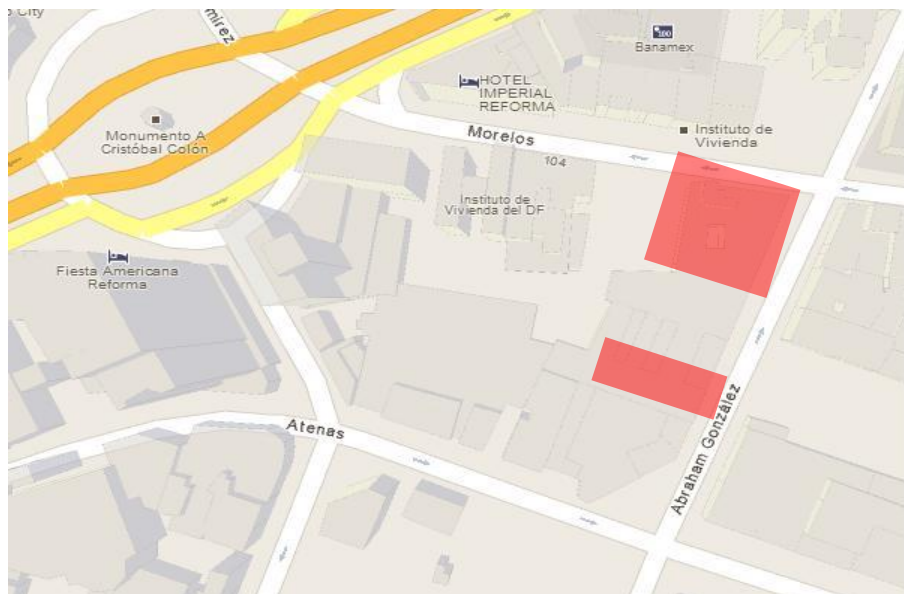 o City
mírez
Banamex
HOTEL
IMPERIAL
REFORMA
Monumento A
Cristóbal Colón
Morelos
Instituto de
Vivienda
104
Instituto de
Vivienda del DF
Fiesta Americana
Reforma
Atenas
Abraham González